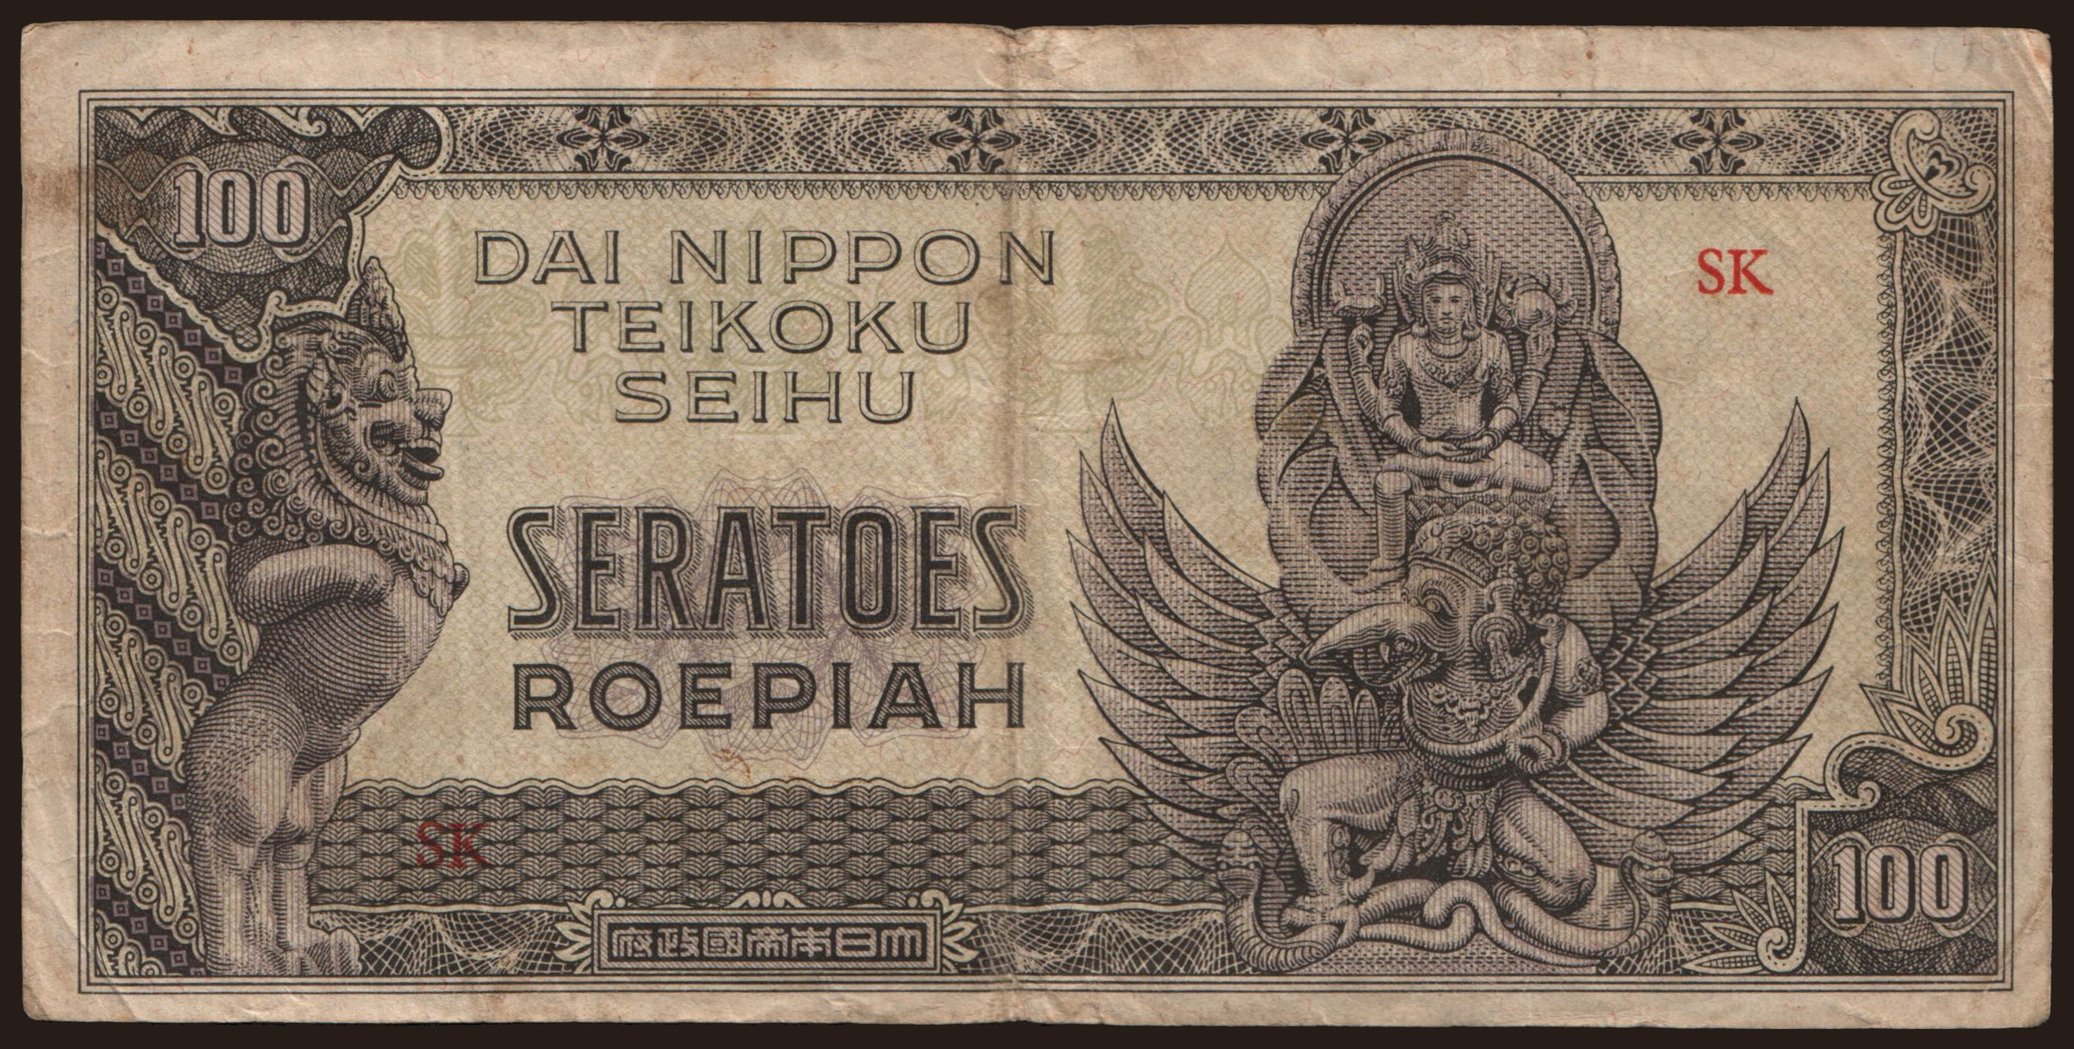 100
DAI NIPPON
TEIKOKU
SEIHU
SK
SERATOES
ROEPIAH
SK
府政國帝本日大
100